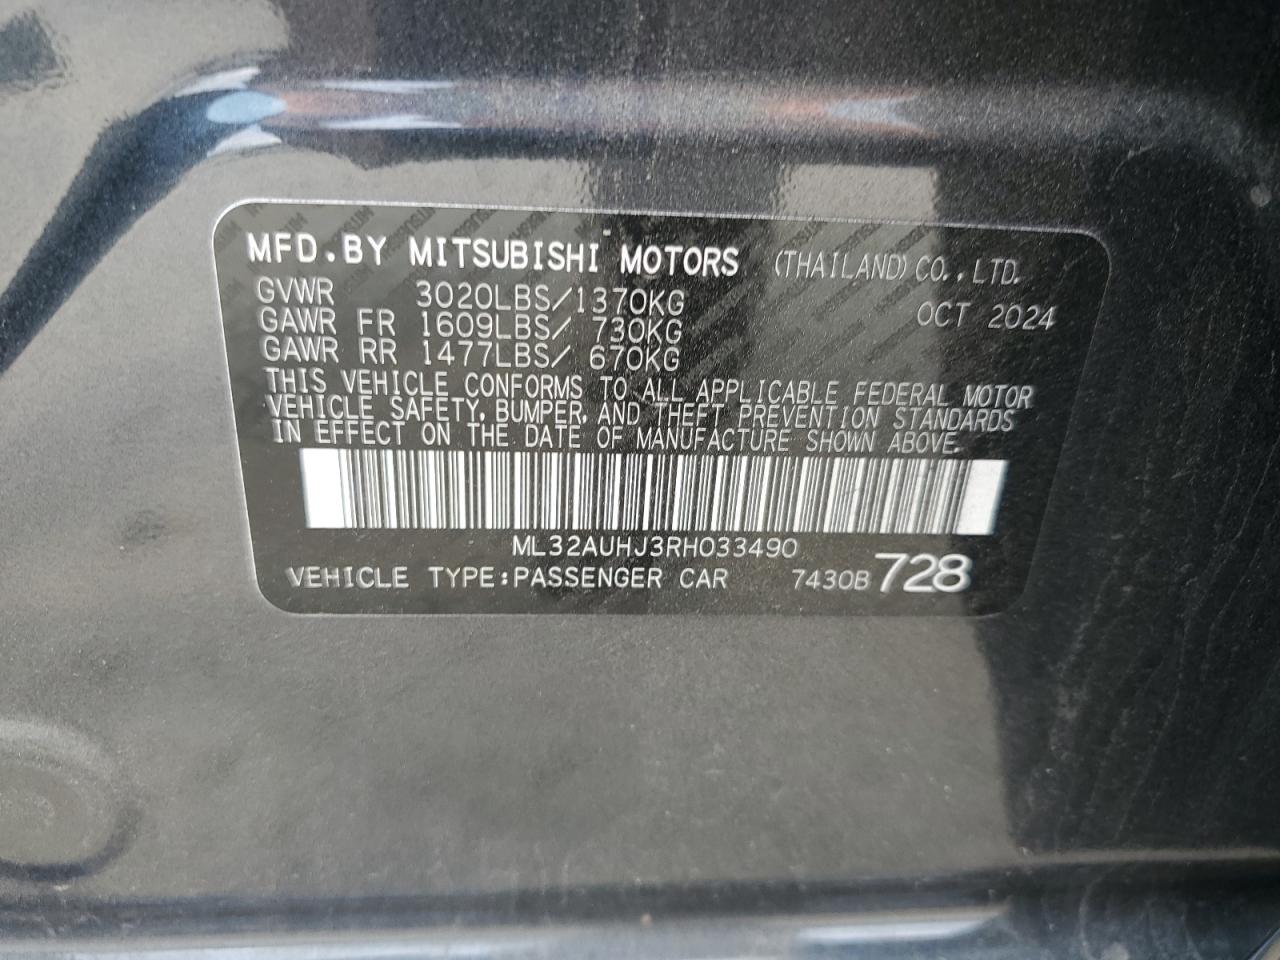 MFD.BY MITSUBISHI MOTORS (THAILAND) CO.,LTD.
GVWR 3020LBS/1370KG OCT 2024
GAWR FR 1609LBS/ 730KG
GAWR RR 1477LBS/ 670KG
THIS VEHICLE CONFORMS TO ALL APPLICABLE FEDERAL MOTOR
VEHICLE SAFETY, BUMPER, AND THEFT PREVENTION STANDARDS
IN EFFECT ON THE DATE OF MANUFACTURE SHOWN ABOVE.
ML32AUHJ3RH033490
VEHICLE TYPE:PASSENGER CAR 7430B 728